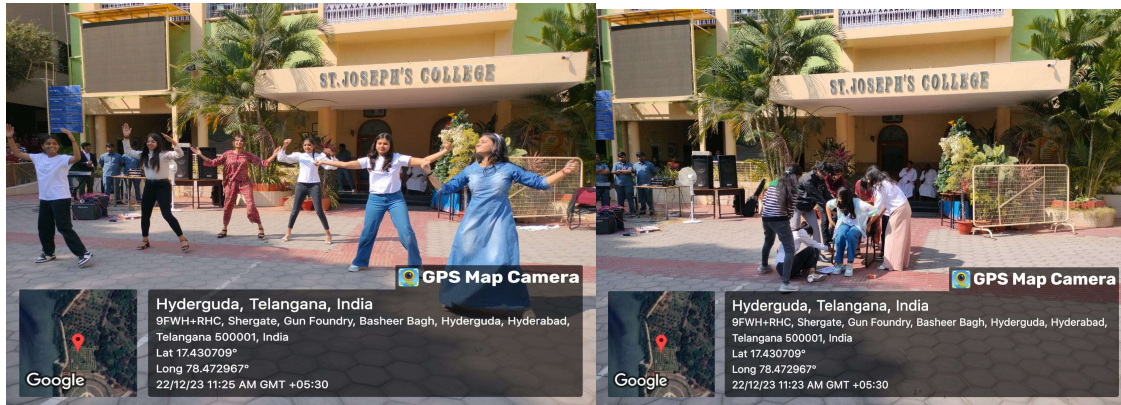 ST.JOSEPH'S COLLEGE
GPS Map Camera
Hyderguda, Telangana, India
9FWH+RHC, Shergate, Gun Foundry, Basheer Bagh, Hyderguda, Hyderabad,
Telangana 500001, India
Lat 17.430709°
Long 78.472967°
22/12/23 11:25 AM GMT +05:30
Google
ST.JOSEPH'S COLLEGE
GPS Map Camera
Hyderguda, Telangana, India
9FWH+RHC, Shergate, Gun Foundry, Basheer Bagh, Hyderguda, Hyderabad,
Telangana 500001, India
Lat 17.430709°
Long 78.472967°
22/12/23 11:23 AM GMT +05:30
Google